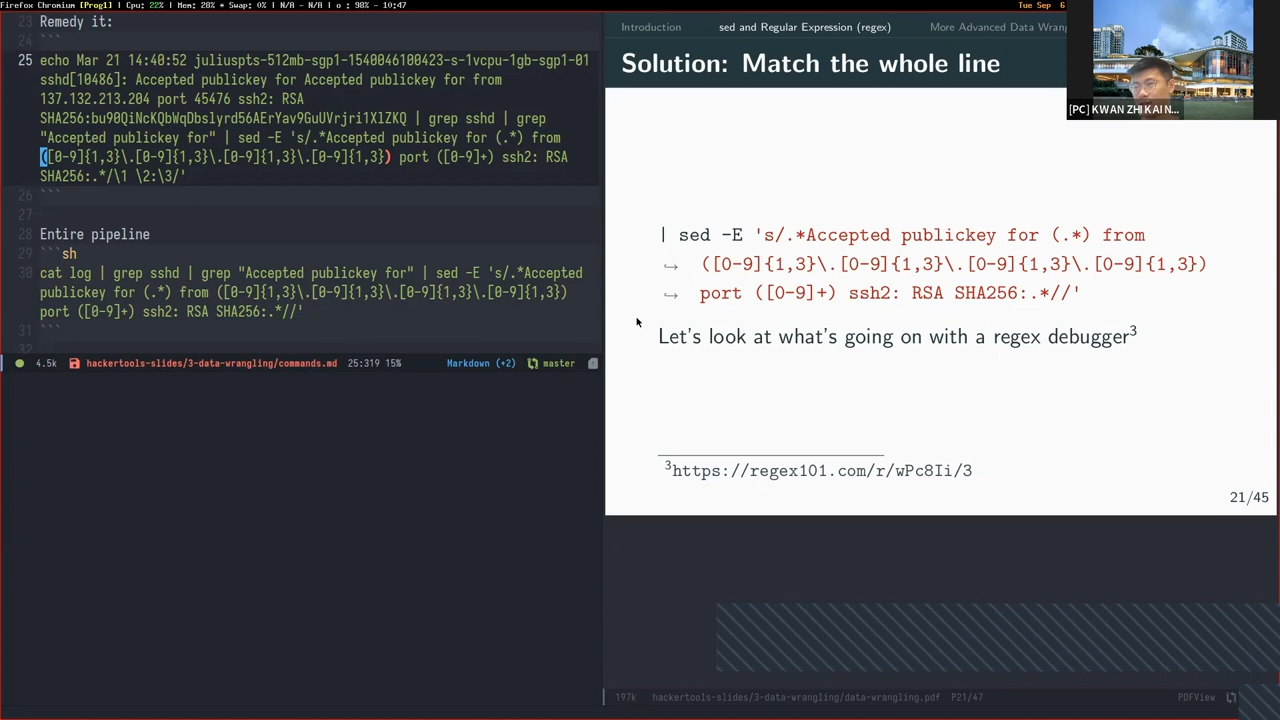 Firefox Chromium [Prog1] | Cpu: 22% | Mem: 28% * Swap: 0% | N/A - N/A | o : 98% - 10:47
Tue Sep 6
23 Remedy it:
24 ```
25 echo Mar 21 14:40:52 juliuspts-512mb-sgp1-1540046100423-s-1vcpu-1gb-sgp1-01
sshd[10486]: Accepted publickey for Accepted publickey for from
137.132.213.204 port 45476 ssh2: RSA
SHA256:bu90QiNcKQbWqDbslyrd56AErYav9GuUVrjri1X1ZKQ | grep sshd | grep
"Accepted publickey for" | sed -E 's/.*Accepted publickey for (.*) from
([0-9]{1,3}\.[0-9]{1,3}\.[0-9]{1,3}\.[0-9]{1,3}) port ([0-9]+) ssh2: RSA
SHA256:.*/\1 \2:\3/'
26 ```
27
28 Entire pipeline
29 ```sh
30 cat log | grep sshd | grep "Accepted publickey for" | sed -E 's/.*Accepted
publickey for (.*) from ([0-9]{1,3}\.[0-9]{1,3}\.[0-9]{1,3}\.[0-9]{1,3})
port ([0-9]+) ssh2: RSA SHA256:.*//'
31 ```
4.5k hackertools-slides/3-data-wrangling/commands.md 25:319 15% Markdown (+2) master
Introduction sed and Regular Expression (regex) More Advanced Data Wran
Solution: Match the whole line
[PC] KWAN ZHI KAI N...
| sed -E 's/.*Accepted publickey for (.*) from
↪ ([0-9]{1,3}\.[0-9]{1,3}\.[0-9]{1,3}\.[0-9]{1,3})
↪ port ([0-9]+) ssh2: RSA SHA256:.*//'
Let's look at what's going on with a regex debugger3
3https://regex101.com/r/wPc8Ii/3
21/45
197k hackertools-slides/3-data-wrangling/data-wrangling.pdf P21/47 PDFView